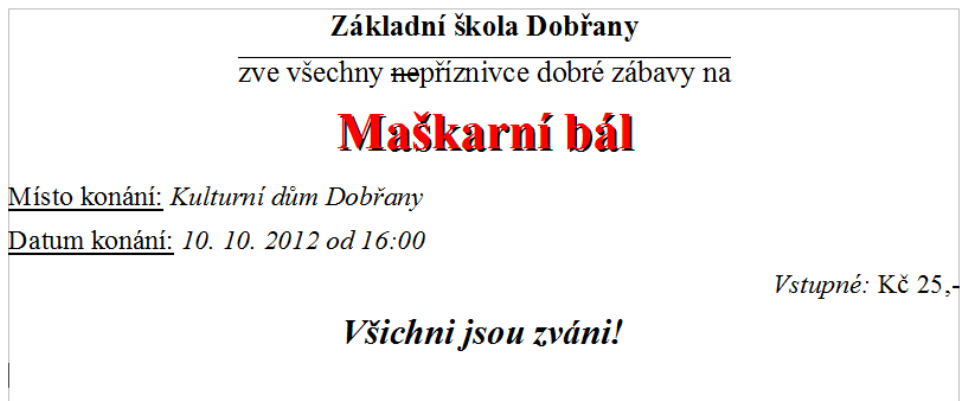 Základní škola Dobřany
zve všechny nepříznivce dobré zábavy na
Maškarní bál
Místo konání: Kulturní dům Dobřany
Datum konání: 10. 10. 2012 od 16:00
Vstupné: Kč 25,-
Všichni jsou zváni!